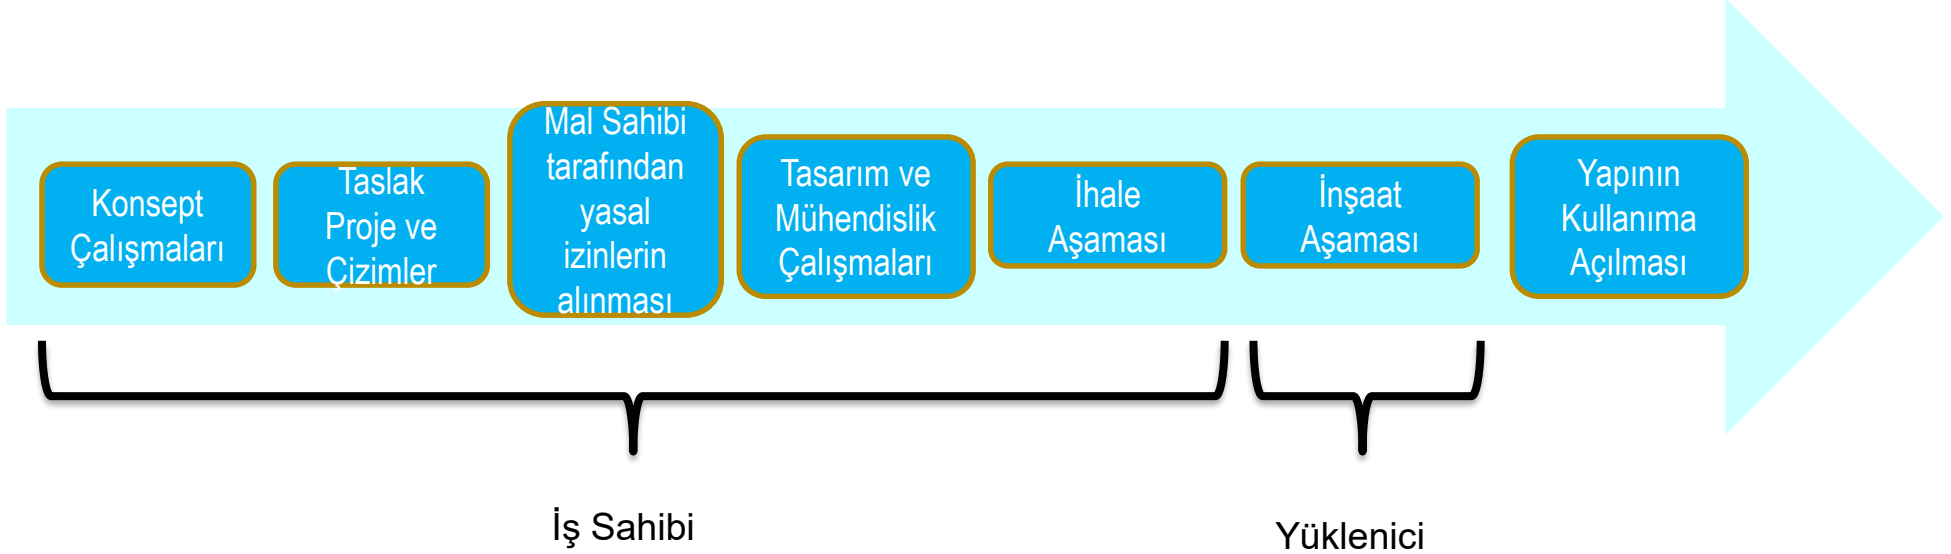 Konsept
Çalışmaları
Taslak
Proje ve
Çizimler
Mal Sahibi
tarafından
yasal
izinlerin
alınması
Tasarım ve
Mühendislik
Çalışmaları
İhale
Aşaması
İnşaat
Aşaması
Yapının
Kullanıma
Açılması
İş Sahibi
Yüklenici